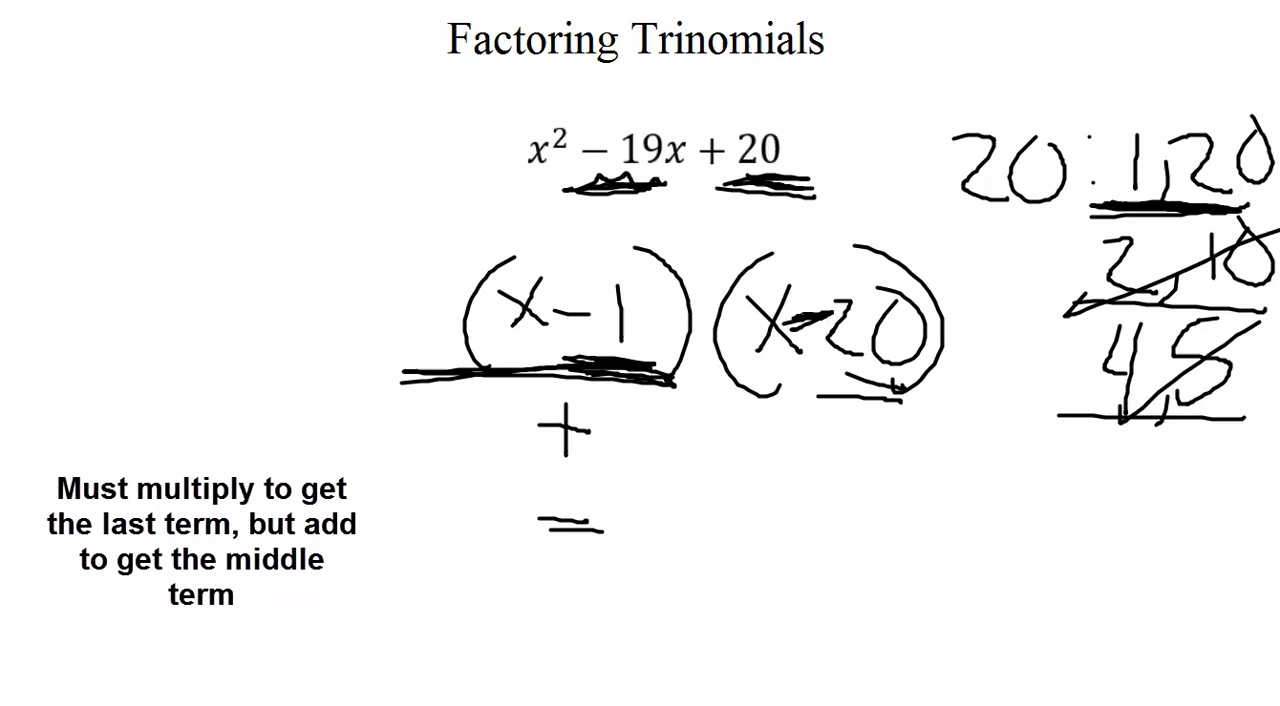 Factoring Trinomials
x² − 19x + 20
20 : 1, 20
2, 10
4, 5
(x − 1) (x − 20)
+
=
Must multiply to get
the last term, but add
to get the middle
term